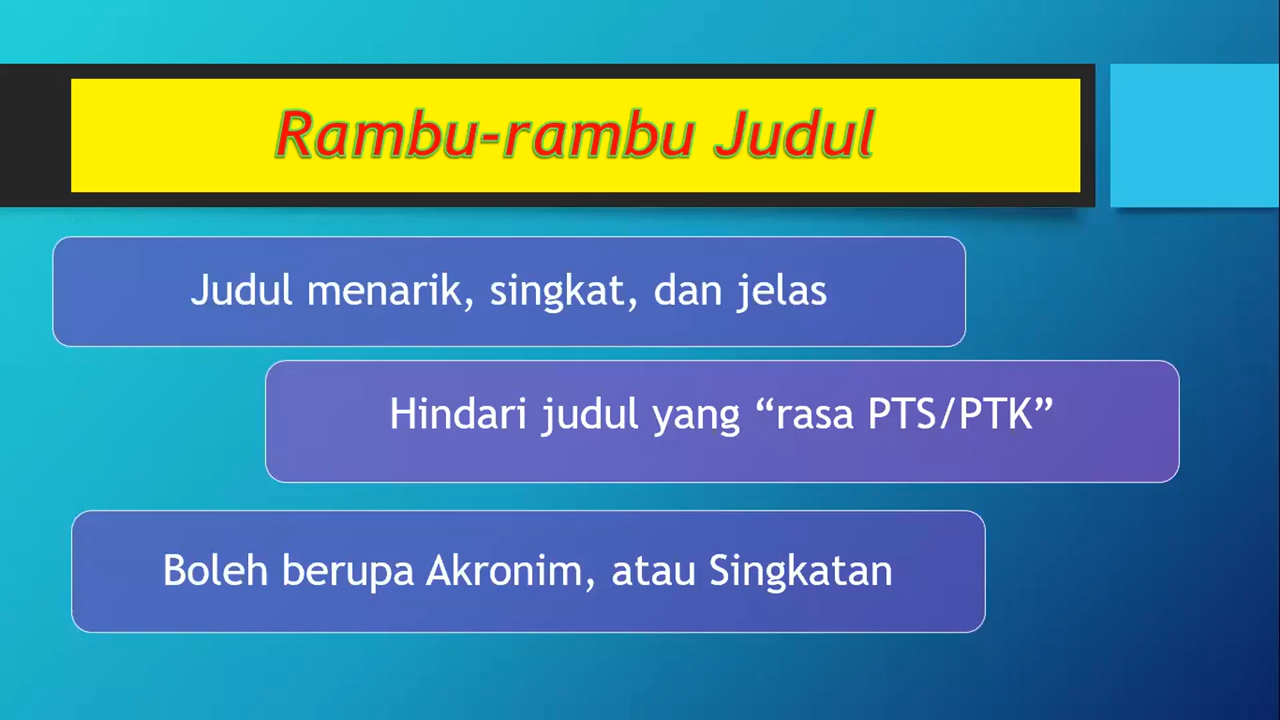 Rambu-rambu Judul
Judul menarik, singkat, dan jelas
Hindari judul yang “rasa PTS/PTK”
Boleh berupa Akronim, atau Singkatan